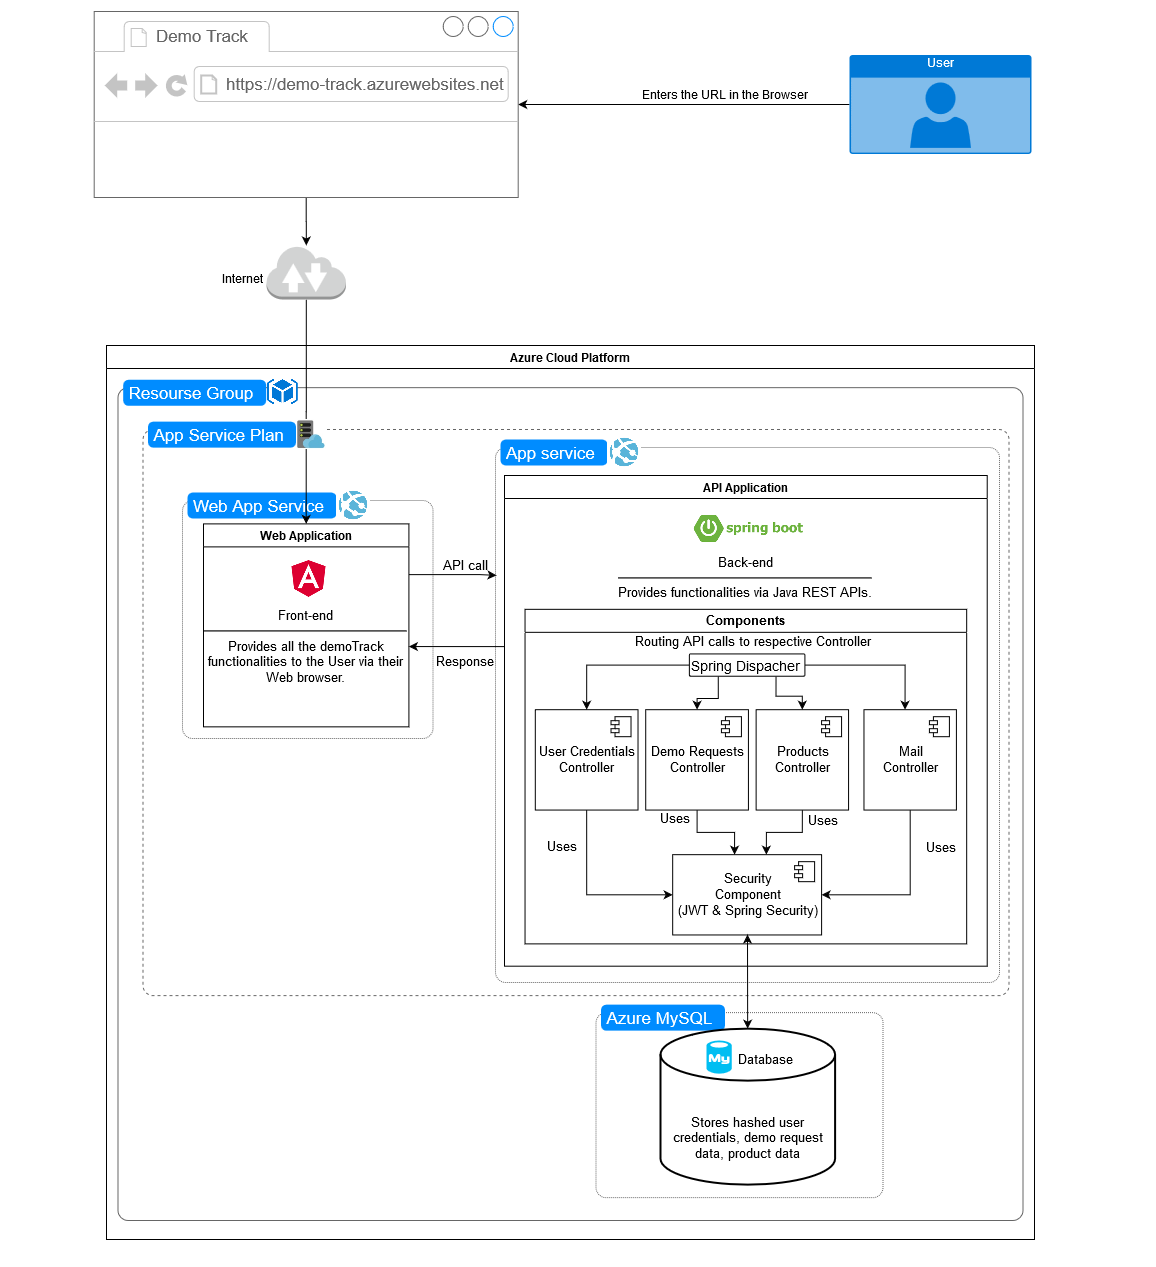 Demo Track
https://demo-track.azurewebsites.net
User
Enters the URL in the Browser
Internet
Azure Cloud Platform
Resourse Group
App Service Plan
App service
API Application
spring boot
Back-end
Provides functionalities via Java REST APIs.
Web App Service
Web Application
Front-end
Provides all the demoTrack
functionalities to the User via their
Web browser.
API call
Response
Components
Routing API calls to respective Controller
Spring Dispacher
User Credentials
Controller
Demo Requests
Controller
Products
Controller
Mail
Controller
Uses
Uses
Uses
Uses
Security
Component
(JWT & Spring Security)
Azure MySQL
My
Database
Stores hashed user
credentials, demo request
data, product data